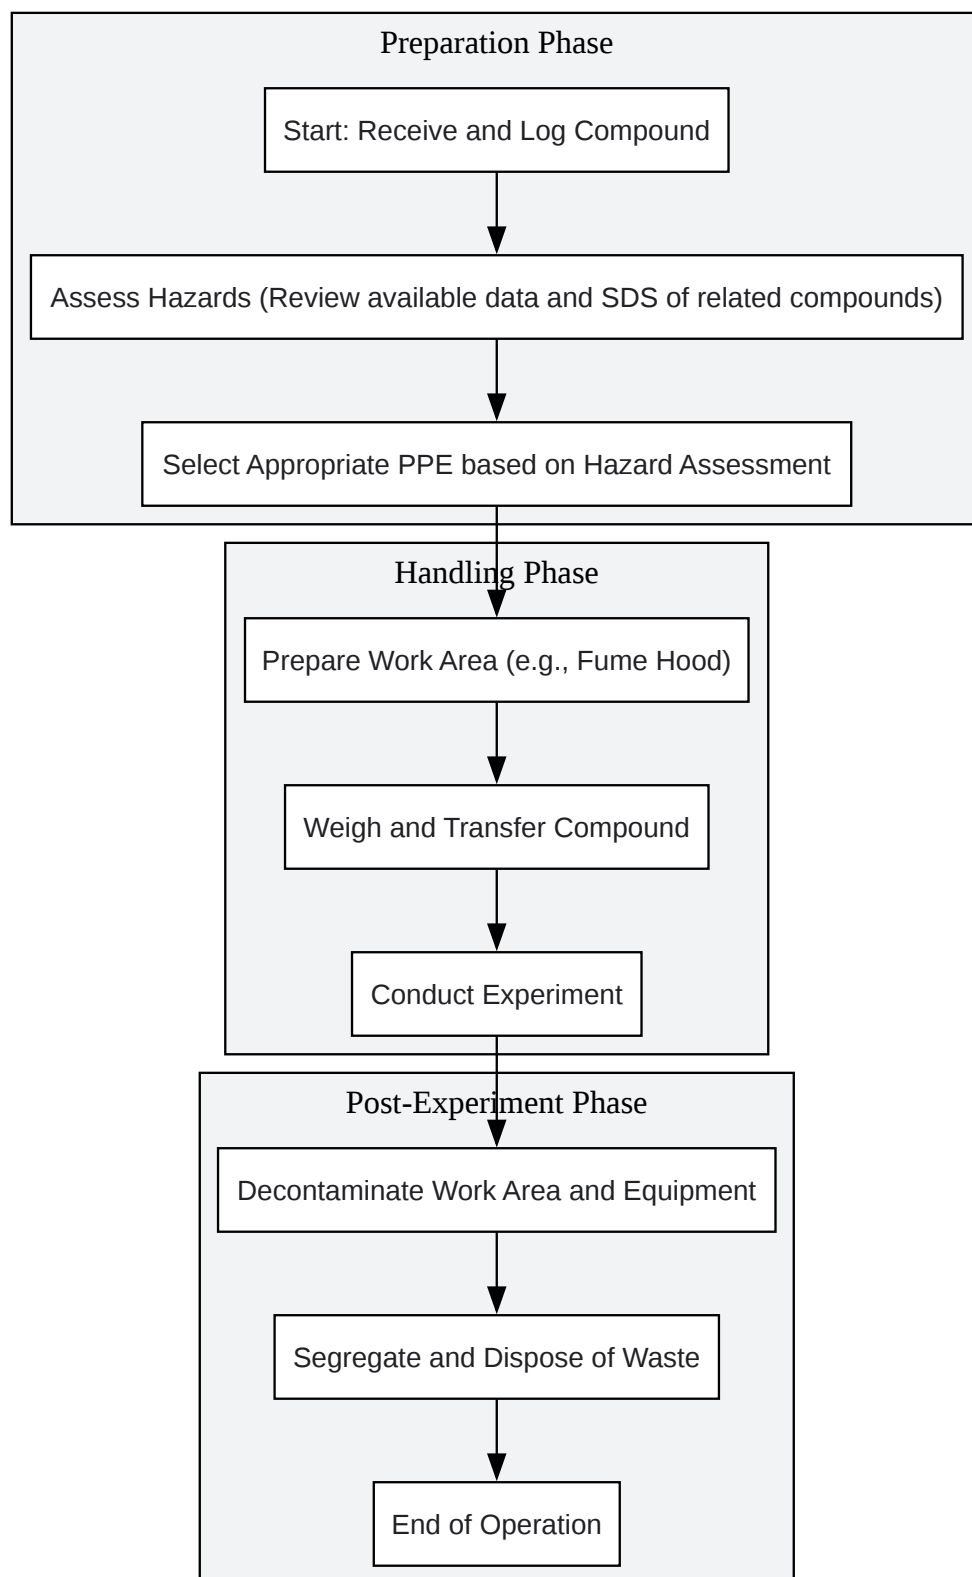 Preparation Phase
Start: Receive and Log Compound
Assess Hazards (Review available data and SDS of related compounds)
Select Appropriate PPE based on Hazard Assessment
Handling Phase
Prepare Work Area (e.g., Fume Hood)
Weigh and Transfer Compound
Conduct Experiment
Post-Experiment Phase
Decontaminate Work Area and Equipment
Segregate and Dispose of Waste
End of Operation